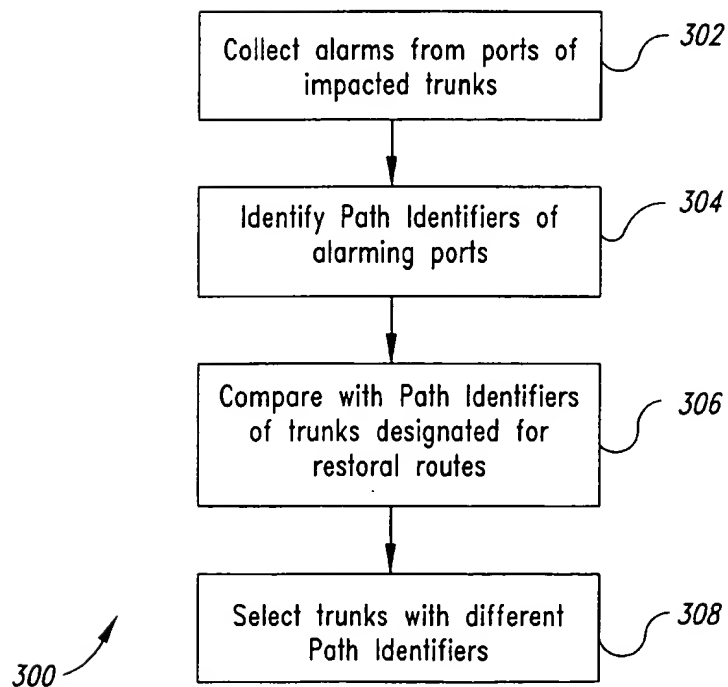 Collect alarms from ports of
impacted trunks
302
Identify Path Identifiers of
alarming ports
304
Compare with Path Identifiers
of trunks designated for
restoral routes
306
Select trunks with different
Path Identifiers
308
300